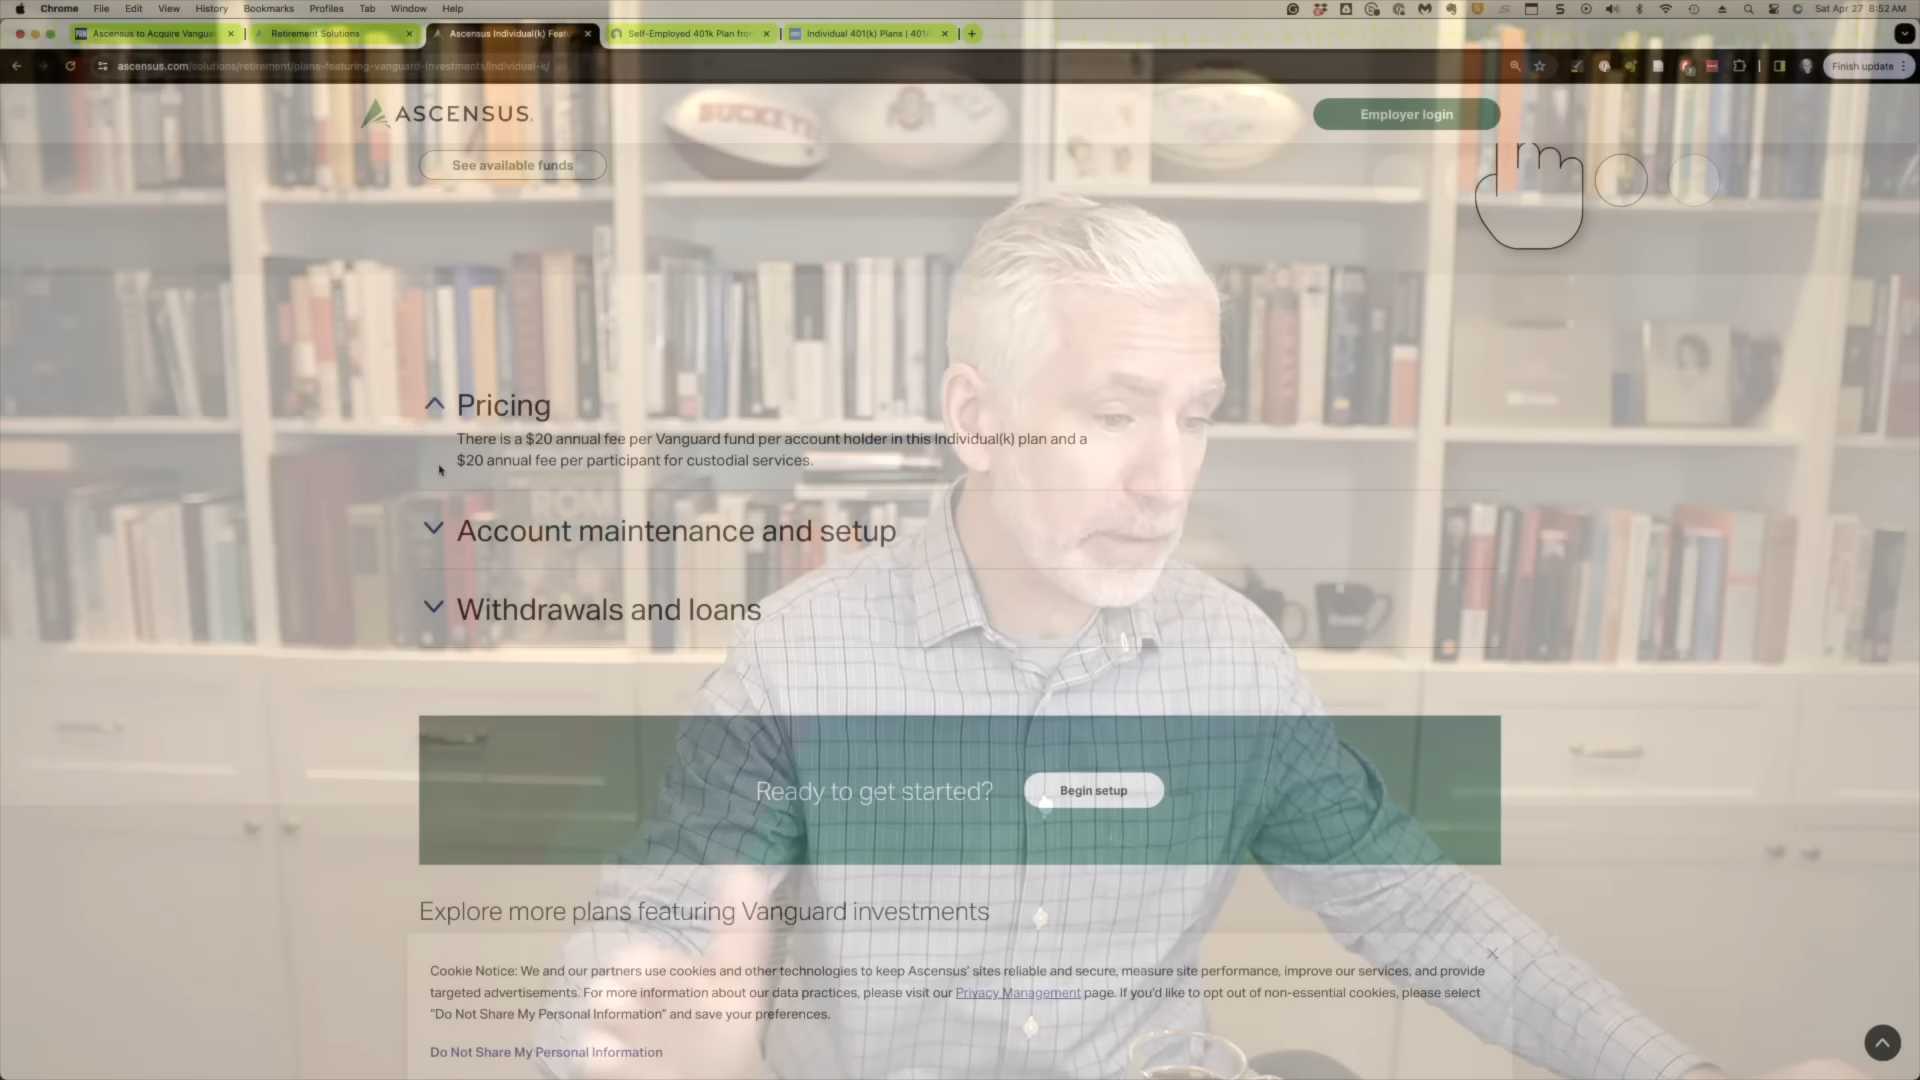 Chrome File Edit View History Bookmarks Profiles Tab Window Help Sat Apr 27 8:52 AM
Ascensus to Acquire Vangua Retirement Solutions Ascensus Individual(k) Featu Self-Employed 401k Plan from Individual 401(k) Plans | 401(
ascensus.com/solutions/retirement/plans-featuring-vanguard-investments/individual-k/ Finish update
ASCENSUS
Employer login
See available funds
BUCKEYE
Pricing
There is a $20 annual fee per Vanguard fund per account holder in this Individual(k) plan and a
$20 annual fee per participant for custodial services.
Account maintenance and setup
Withdrawals and loans
Ready to get started? Begin setup
Explore more plans featuring Vanguard investments
Cookie Notice: We and our partners use cookies and other technologies to keep Ascensus' sites reliable and secure, measure site performance, improve our services, and provide
targeted advertisements. For more information about our data practices, please visit our Privacy Management page. If you'd like to opt out of non-essential cookies, please select
"Do Not Share My Personal Information" and save your preferences.
Do Not Share My Personal Information